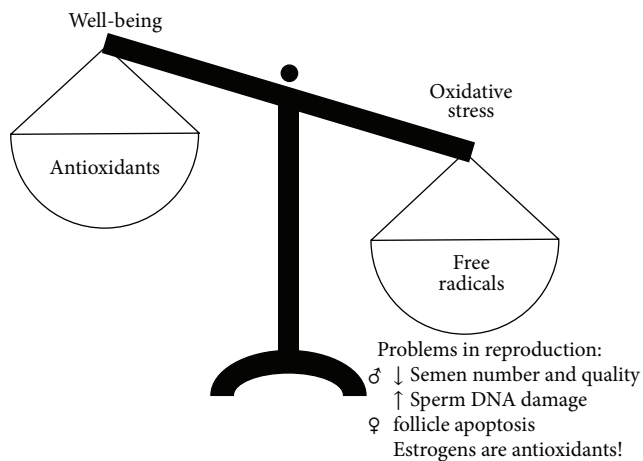 Well-being
Oxidative
stress
Antioxidants
Free
radicals
Problems in reproduction:
♂ ↓ Semen number and quality
↑ Sperm DNA damage
♀ follicle apoptosis
Estrogens are antioxidants!